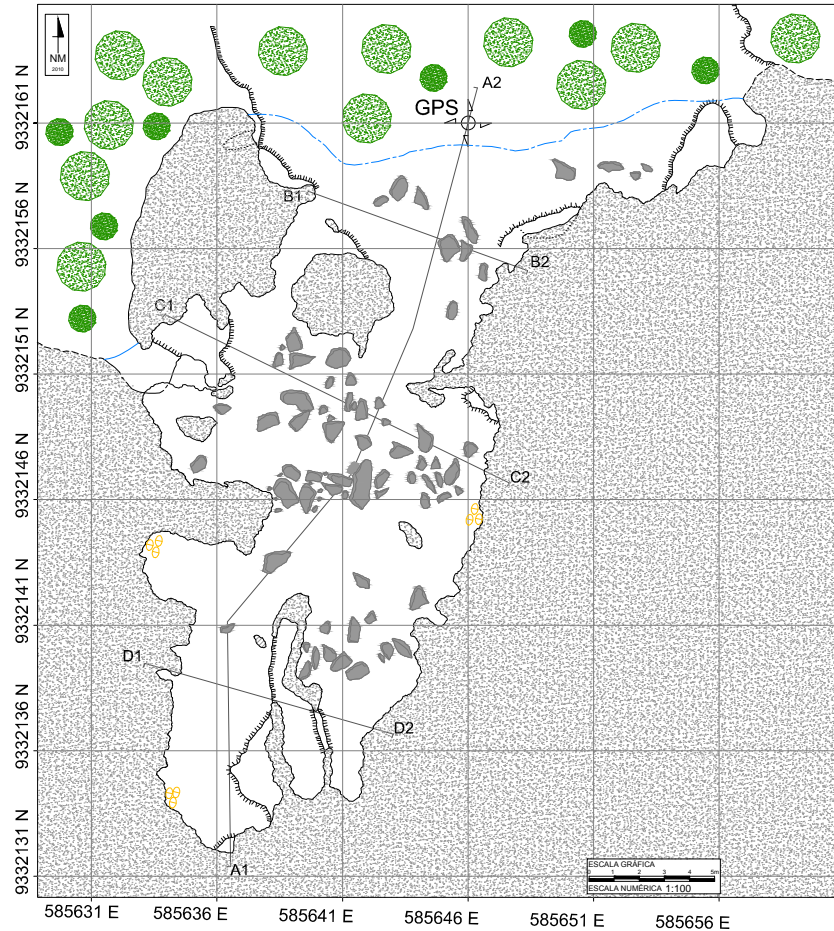 NM
2010
A2
GPS
9332161 N
B1
9332156 N
B2
C1
9332151 N
C2
9332146 N
9332141 N
D1
D2
9332136 N
9332131 N
A1
ESCALA GRÁFICA
0 1 2 3 4 5m
ESCALA NUMÉRICA 1:100
585631 E 585636 E 585641 E 585646 E 585651 E 585656 E